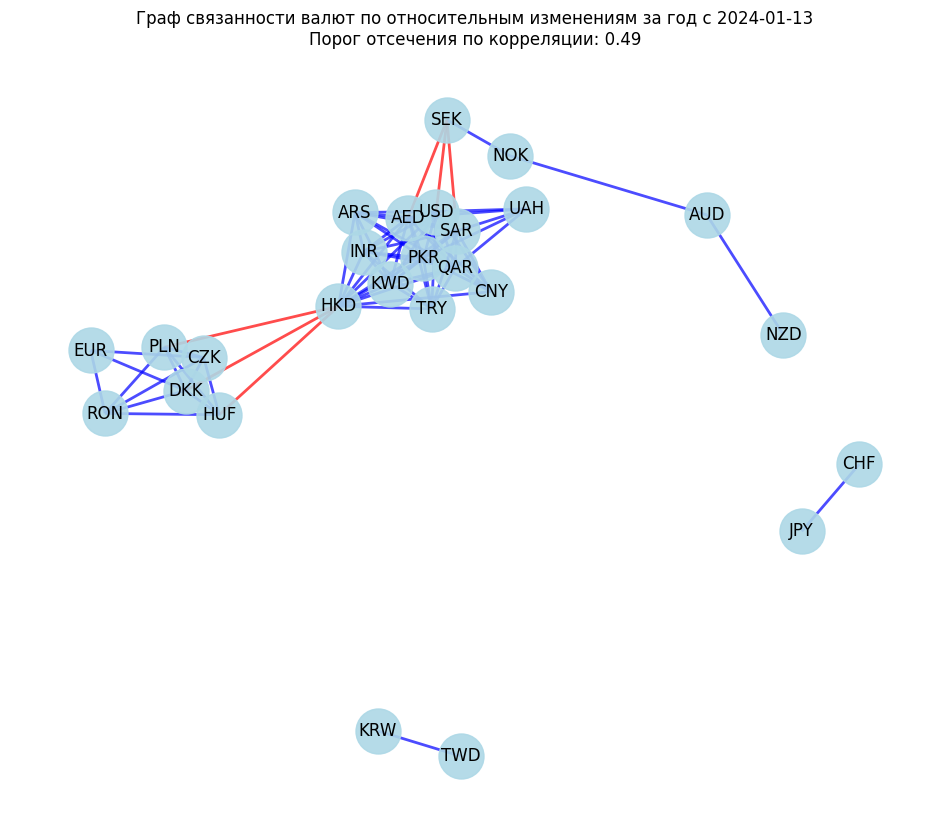 Граф связанности валют по относительным изменениям за год с 2024-01-13
Порог отсечения по корреляции: 0.49
SEK
NOK
ARS
AED
USD
UAH
AUD
SAR
INR
PKR
QAR
KWD
CNY
HKD
TRY
NZD
EUR
PLN
CZK
DKK
RON
HUF
CHF
JPY
KRW
TWD